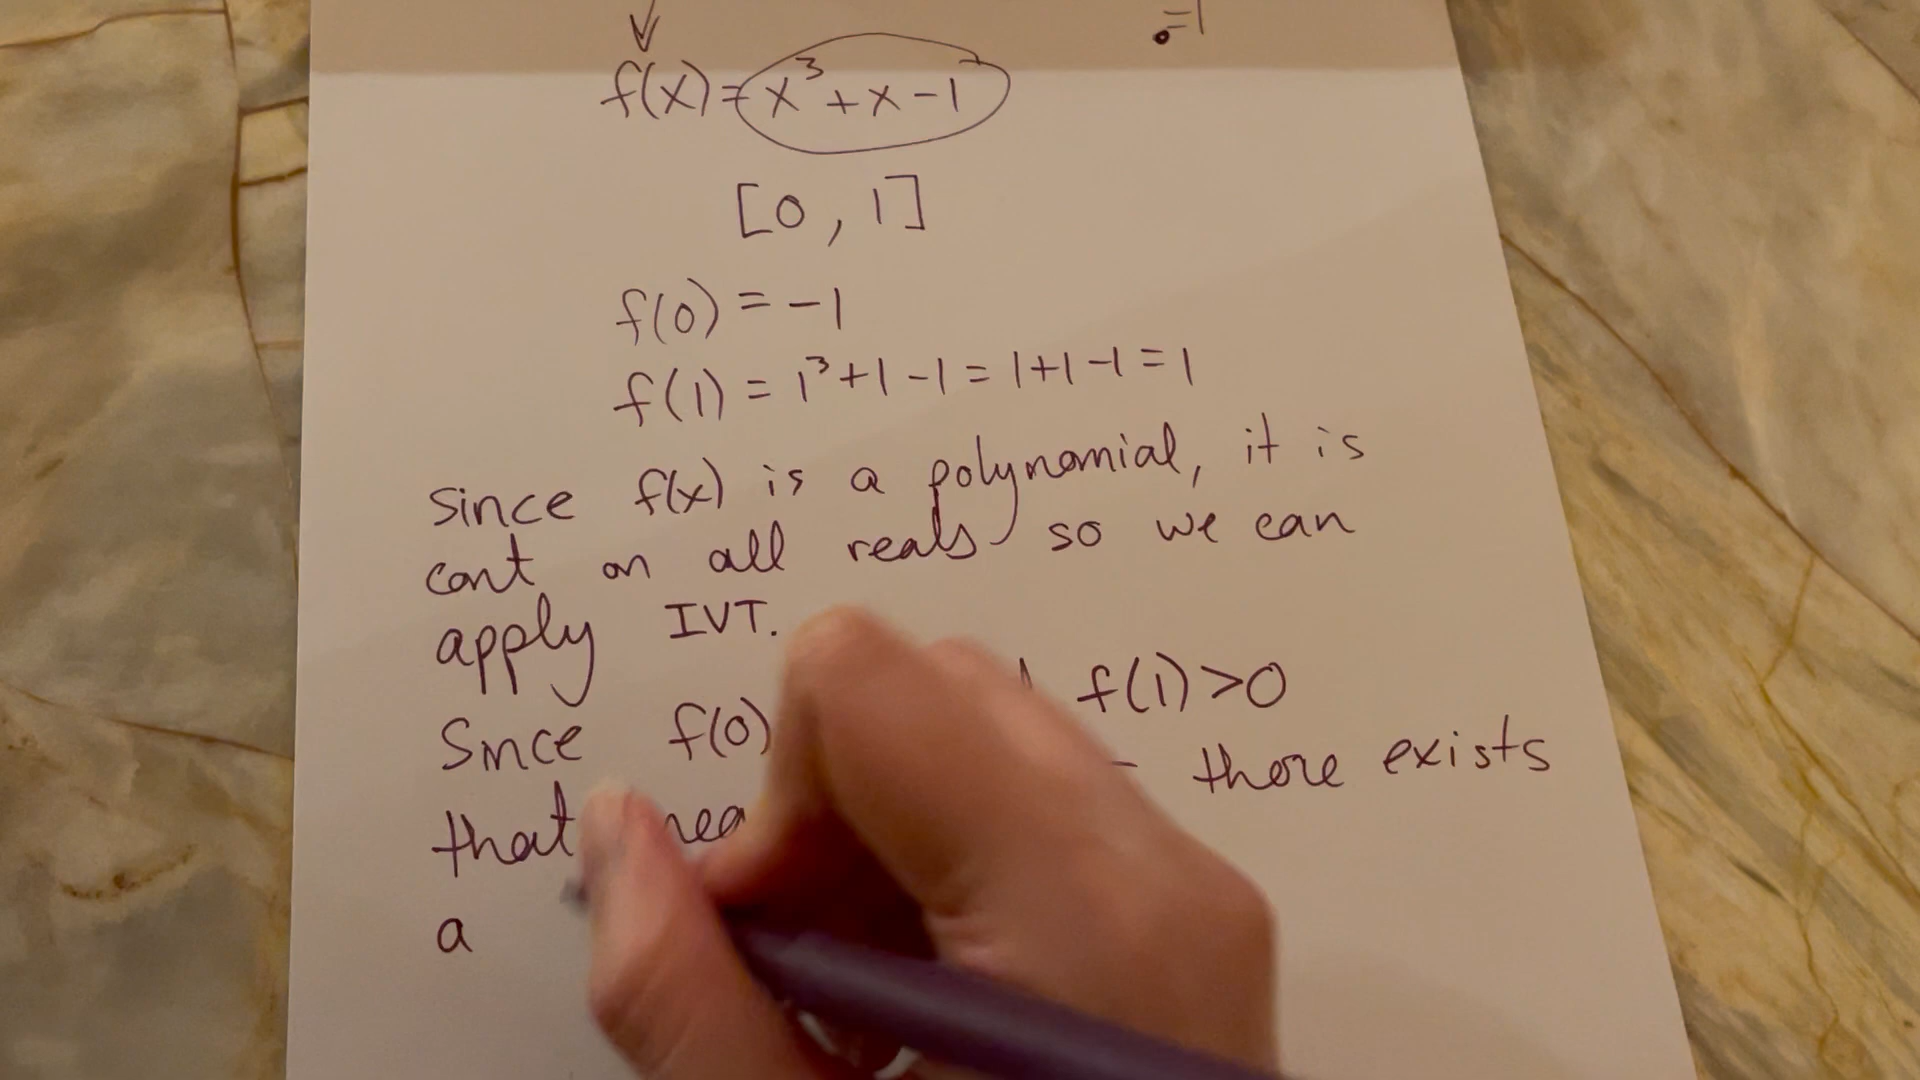 =1
f(x)=x³+x-1
[0,1]
f(0)=-1
f(1)=1³+1-1=1+1-1=1
Since f(x) is a polynomial, it is
cont on all reals so we can
apply IVT.
Since f(0) f(1)>0
that there exists
a